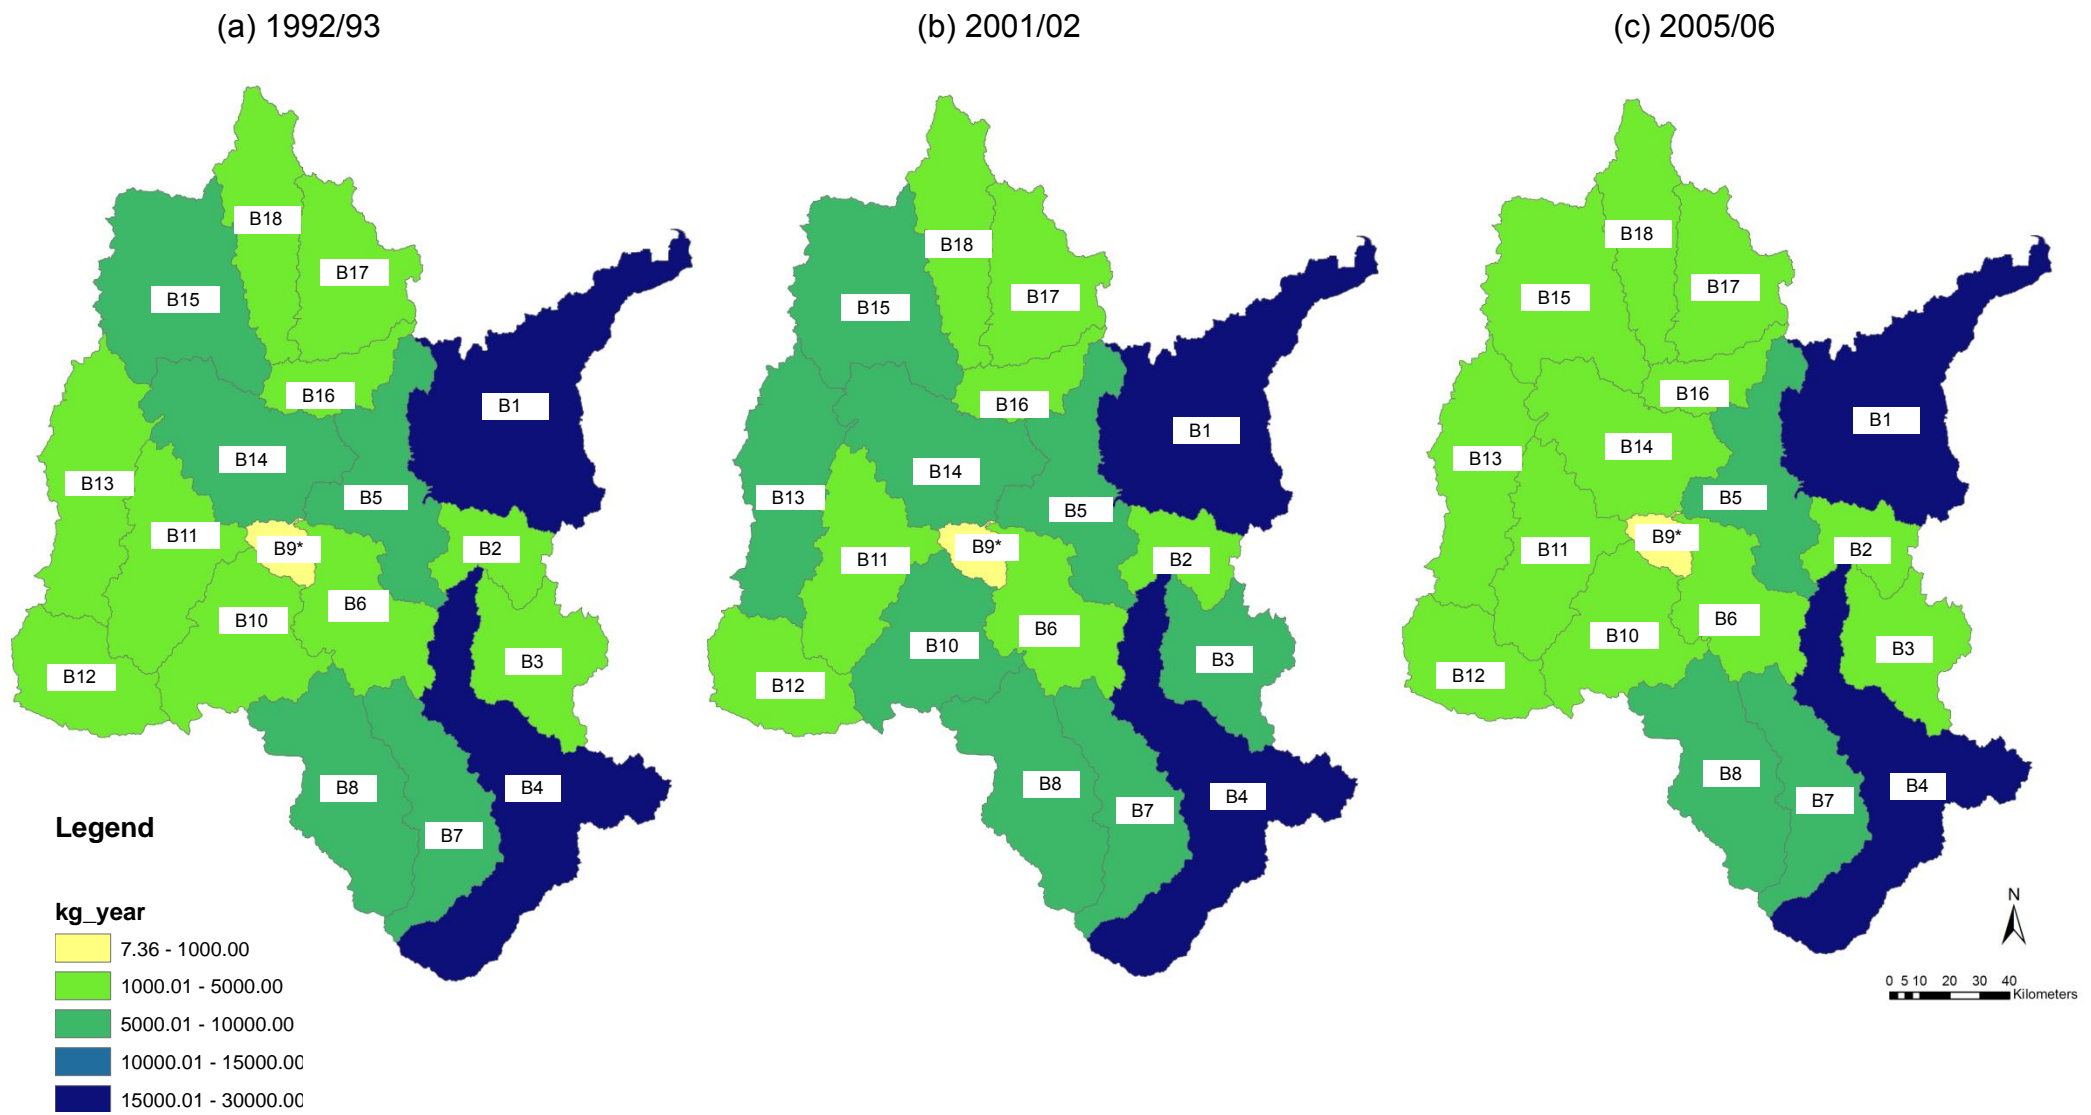 (a) 1992/93
(b) 2001/02
(c) 2005/06
B18
B17
B15
B16
B1
B14
B13
B5
B11
B9*
B2
B10
B6
B3
B12
B8
B4
B7
B18
B17
B15
B16
B1
B14
B13
B5
B9*
B11
B2
B6
B10
B3
B12
B8
B4
B7
B18
B17
B15
B16
B1
B14
B13
B5
B9*
B11
B2
B6
B10
B3
B12
B8
B4
B7
Legend
kg_year
7.36 - 1000.00
1000.01 - 5000.00
5000.01 - 10000.00
10000.01 - 15000.00
15000.01 - 30000.00
N
0 5 10 20 30 40
Kilometers